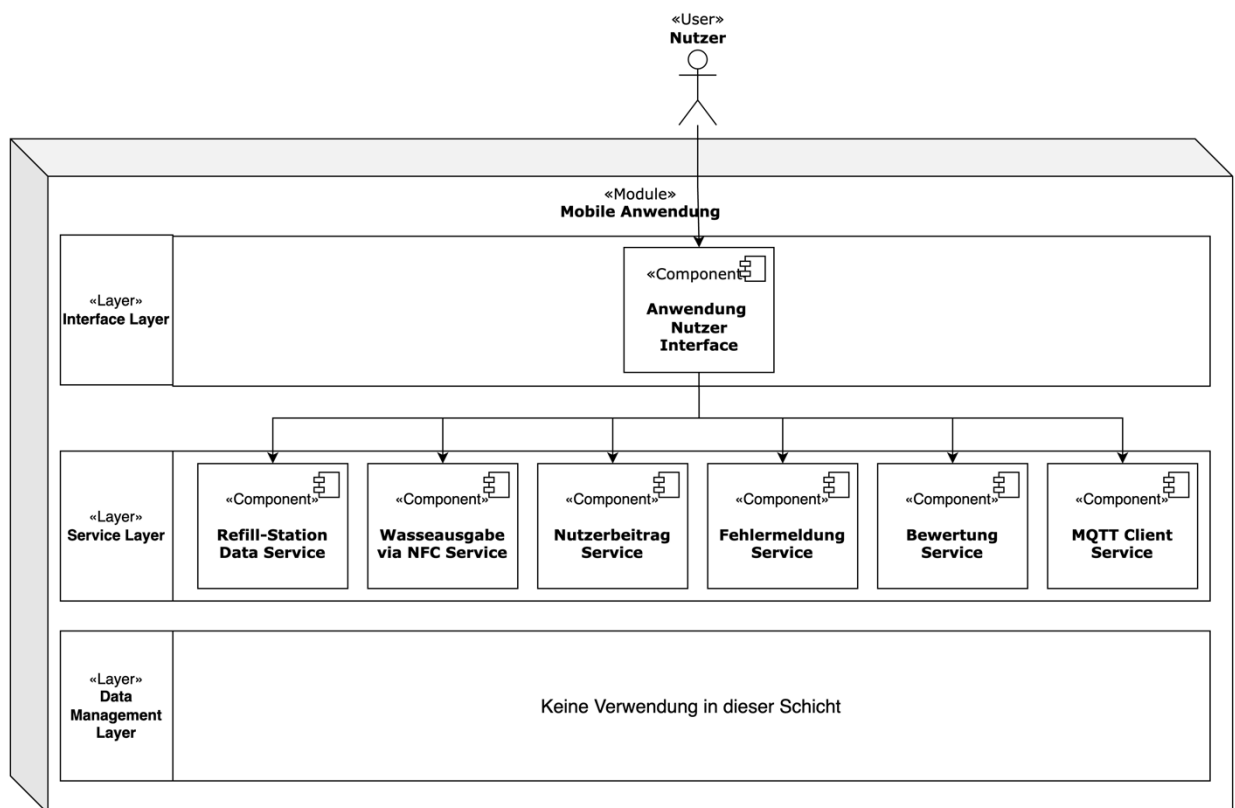 «User»
Nutzer
«Module»
Mobile Anwendung
«Layer»
Interface Layer
«Component
Anwendung
Nutzer
Interface
«Layer»
Service Layer
«Component»
Refill-Station
Data Service
«Component»
Wasseausgabe
via NFC Service
«Component»
Nutzerbeitrag
Service
«Component»
Fehlermeldung
Service
«Component»
Bewertung
Service
«Component»
MQTT Client
Service
«Layer»
Data
Management
Layer
Keine Verwendung in dieser Schicht